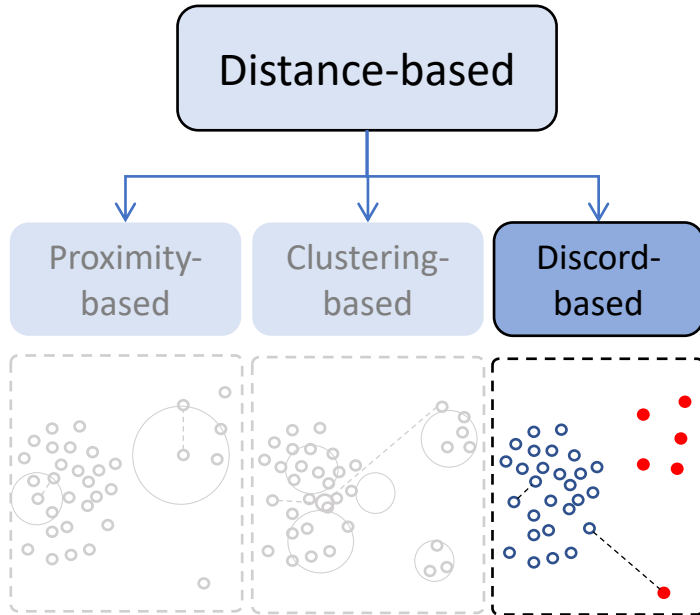 Distance-based
Proximity-
based
Clustering-
based
Discord-
based